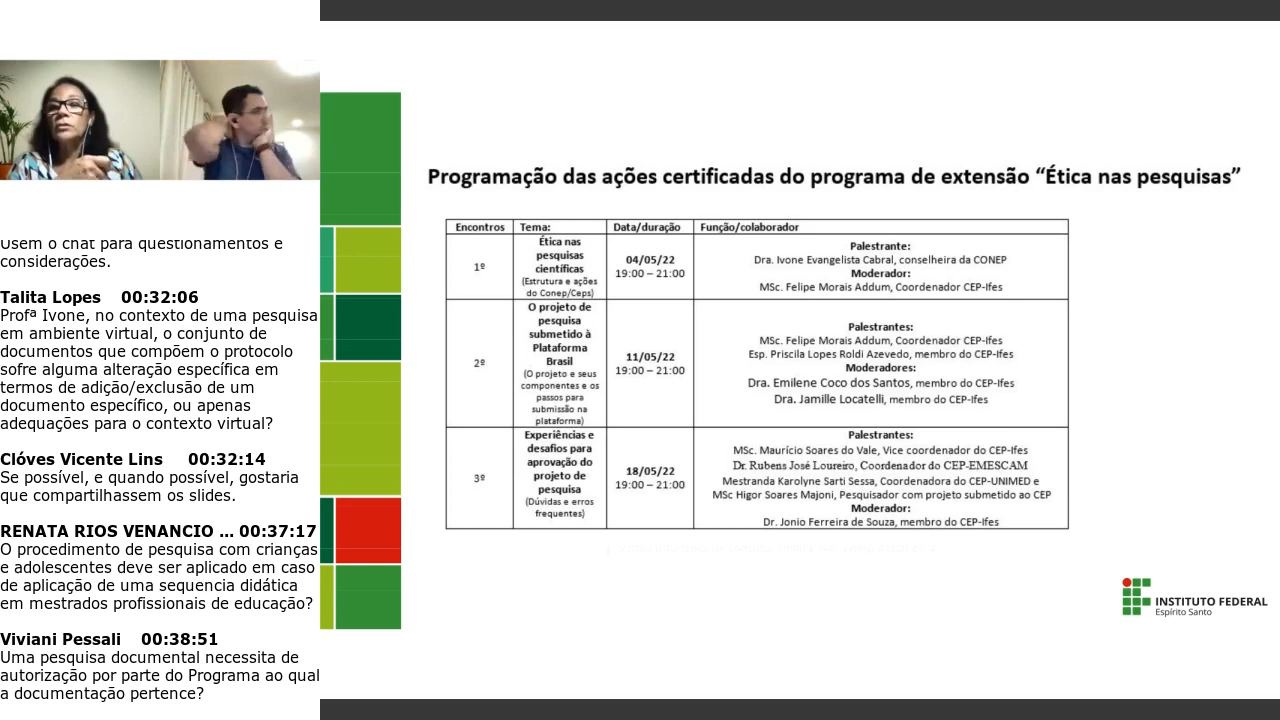 Usem o chat para questionamentos e
considerações.
Talita Lopes 00:32:06
Profª Ivone, no contexto de uma pesquisa
em ambiente virtual, o conjunto de
documentos que compõem o protocolo
sofre alguma alteração específica em
termos de adição/exclusão de um
documento específico, ou apenas
adequações para o contexto virtual?
Clóves Vicente Lins 00:32:14
Se possível, e quando possível, gostaria
que compartilhassem os slides.
RENATA RIOS VENANCIO ... 00:37:17
O procedimento de pesquisa com crianças
e adolescentes deve ser aplicado em caso
de aplicação de uma sequencia didática
em mestrados profissionais de educação?
Viviani Pessali 00:38:51
Uma pesquisa documental necessita de
autorização por parte do Programa ao qual
a documentação pertence?
Programação das ações certificadas do programa de extensão “Ética nas pesquisas”
Encontros Tema: Data/duração Função/colaborador
1º
Ética nas
pesquisas
científicas
(Estrutura e ações
do Conep/Ceps)
04/05/22
19:00 – 21:00
Palestrante:
Dra. Ivone Evangelista Cabral, conselheira da CONEP
Moderador:
MSc. Felipe Morais Addum, Coordenador CEP-Ifes
2º
O projeto de
pesquisa
submetido à
Plataforma
Brasil
(O projeto e seus
componentes e os
passos para
submissão na
plataforma)
11/05/22
19:00 – 21:00
Palestrantes:
MSc. Felipe Morais Addum, Coordenador CEP-Ifes
Esp. Priscila Lopes Roldi Azevedo, membro do CEP-Ifes
Moderadores:
Dra. Emilene Coco dos Santos, membro do CEP-Ifes
Dra. Jamille Locatelli, membro do CEP-Ifes
3º
Experiências e
desafios para
aprovação do
projeto de
pesquisa
(Dúvidas e erros
frequentes)
18/05/22
19:00 – 21:00
Palestrantes:
MSc. Maurício Soares do Vale, Vice coordenador do CEP-Ifes
Dr. Rubens José Loureiro, Coordenador do CEP-EMESCAM
Mestranda Karolyne Sarti Sessa, Coordenadora do CEP-UNIMED e
MSc Higor Soares Majoni, Pesquisador com projeto submetido ao CEP
Moderador:
Dr. Jonio Ferreira de Souza, membro do CEP-Ifes
INSTITUTO FEDERAL
Espírito Santo